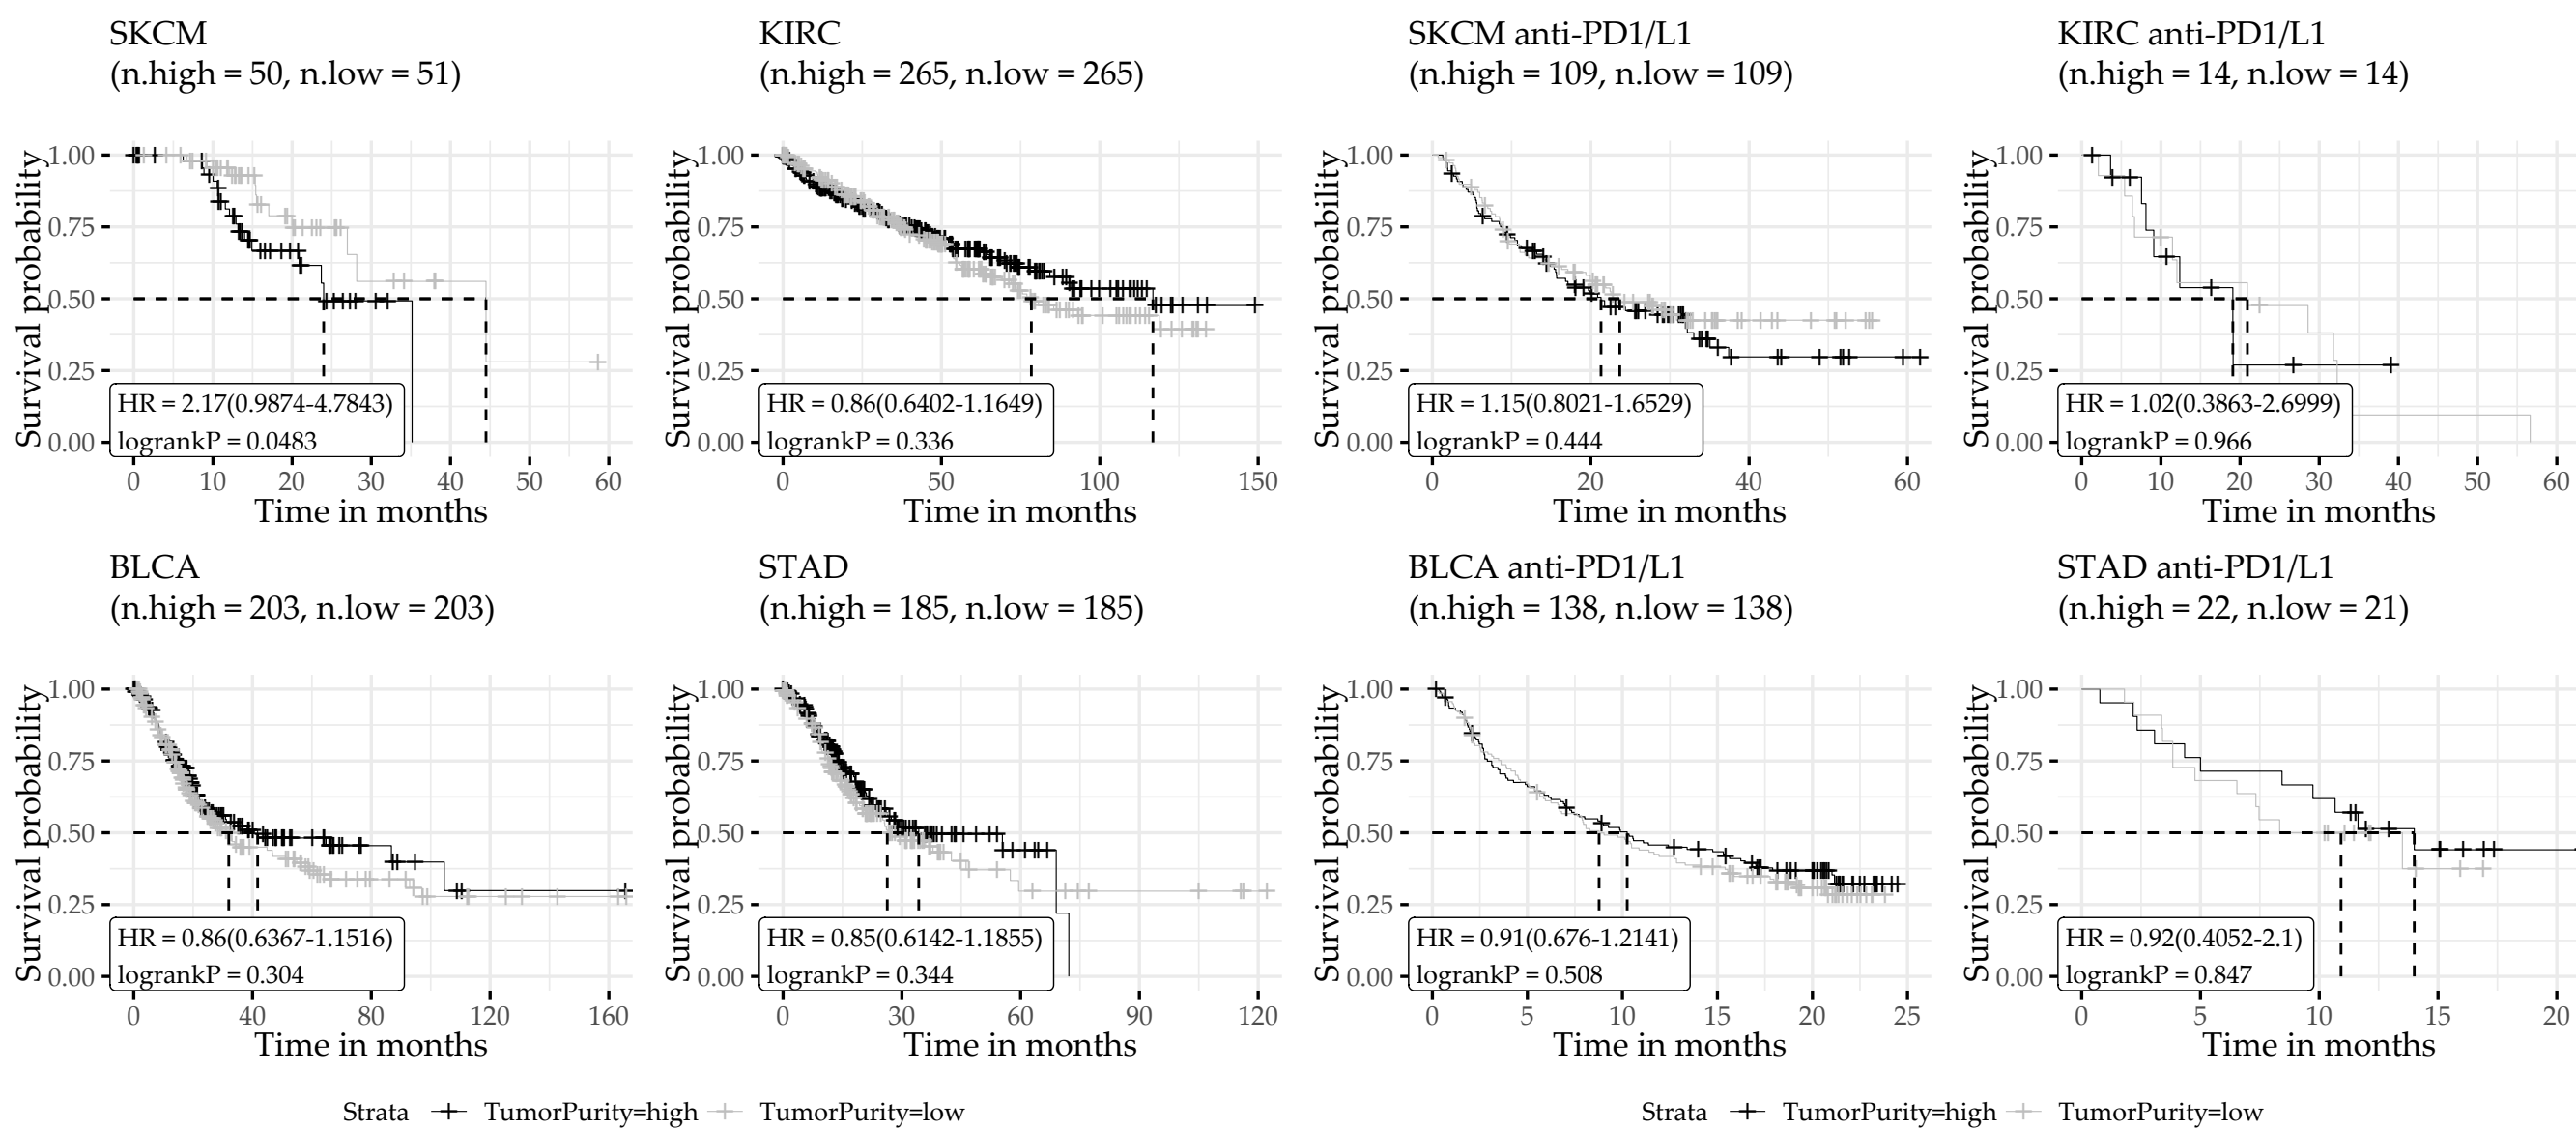 SKCM
(n.high = 50, n.low = 51)
Survival probability
1.00
0.75
0.50
0.25
0.00
HR = 2.17(0.9874-4.7843)
logrankP = 0.0483
0 10 20 30 40 50 60
Time in months
KIRC
(n.high = 265, n.low = 265)
Survival probability
1.00
0.75
0.50
0.25
0.00
HR = 0.86(0.6402-1.1649)
logrankP = 0.336
0 50 100 150
Time in months
SKCM anti-PD1/L1
(n.high = 109, n.low = 109)
Survival probability
1.00
0.75
0.50
0.25
0.00
HR = 1.15(0.8021-1.6529)
logrankP = 0.444
0 20 40 60
Time in months
KIRC anti-PD1/L1
(n.high = 14, n.low = 14)
Survival probability
1.00
0.75
0.50
0.25
0.00
HR = 1.02(0.3863-2.6999)
logrankP = 0.966
0 10 20 30 40 50 60
Time in months
BLCA
(n.high = 203, n.low = 203)
Survival probability
1.00
0.75
0.50
0.25
0.00
HR = 0.86(0.6367-1.1516)
logrankP = 0.304
0 40 80 120 160
Time in months
STAD
(n.high = 185, n.low = 185)
Survival probability
1.00
0.75
0.50
0.25
0.00
HR = 0.85(0.6142-1.1855)
logrankP = 0.344
0 30 60 90 120
Time in months
BLCA anti-PD1/L1
(n.high = 138, n.low = 138)
Survival probability
1.00
0.75
0.50
0.25
0.00
HR = 0.91(0.676-1.2141)
logrankP = 0.508
0 5 10 15 20 25
Time in months
STAD anti-PD1/L1
(n.high = 22, n.low = 21)
Survival probability
1.00
0.75
0.50
0.25
0.00
HR = 0.92(0.4052-2.1)
logrankP = 0.847
0 5 10 15 20
Time in months
Strata TumorPurity=high TumorPurity=low
Strata TumorPurity=high TumorPurity=low